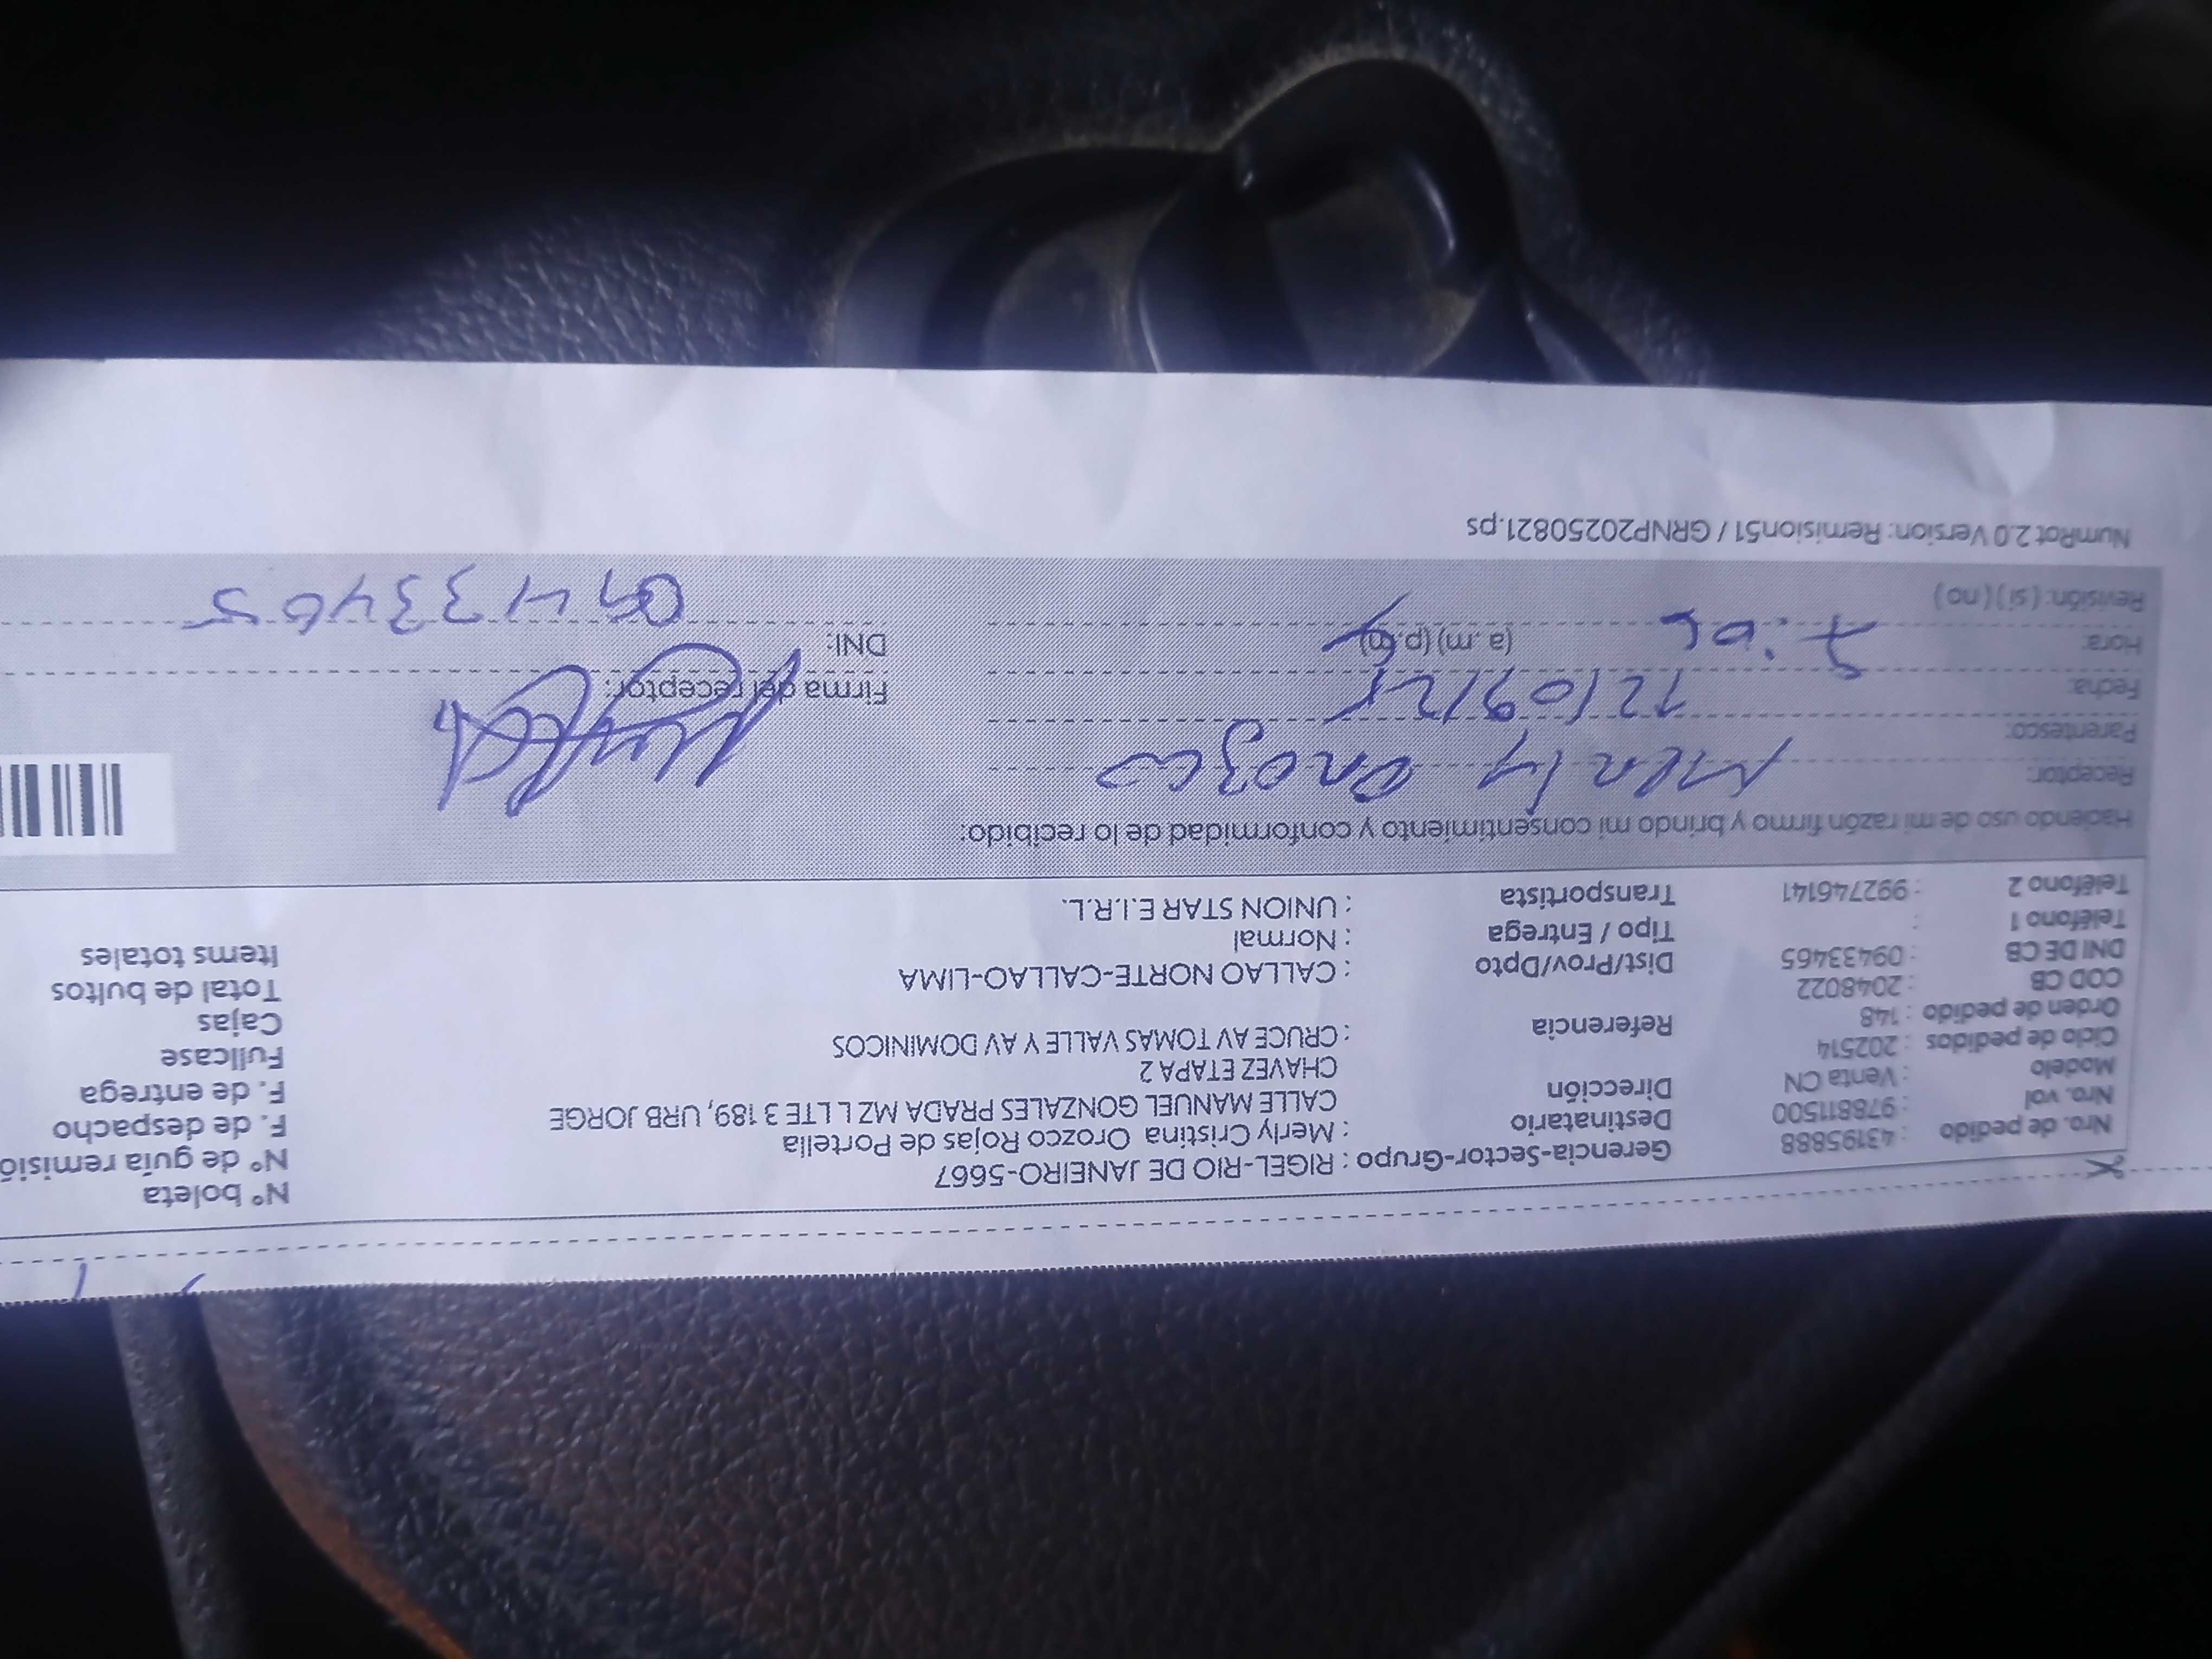 Nº boleta
Gerencia-Sector-Grupo : RIGEL-RIO DE JANEIRO-5667
Nº de guía remisió
Nro. de pedido : 43195888
Destinatario : Merly Cristina Orozco Rojas de Portella
F. de despacho
Nro. vol : 978811500
Dirección : CALLE MANUEL GONZALES PRADA MZ L LTE 3 189, URB JORGE
CHAVEZ ETAPA 2
F. de entrega
Modelo : Venta CN
Fullcase
Ciclo de pedidos : 202514
Referencia : CRUCE AV TOMAS VALLE Y AV DOMINICOS
Cajas
Orden de pedido : 148
Total de bultos
COD CB : 2048022
Dist/Prov/Dpto : CALLAO NORTE-CALLAO-LIMA
Items totales
DNI DE CB : 09433465
Tipo / Entrega : Normal
Teléfono 1 :
Transportista : UNION STAR E.I.R.L.
Teléfono 2 : 992746141
Haciendo uso de mi razón firmo y brindo mi consentimiento y conformidad de lo recibido:
Receptor: Merly Orozco
Parentesco:
Fecha: 12/09/25
Firma del receptor:
Hora: (a.m) (p.m)
DNI: 09433465
Revisión: ( si ) ( no )
NumRot 2.0 Version: Remision51 / GRNP20250821.ps